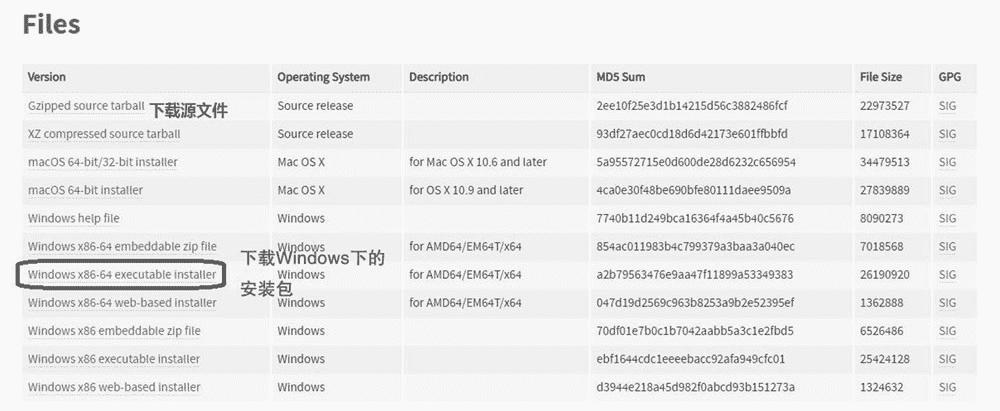 Files
Version Operating System Description MD5 Sum File Size GPG
Gzipped source tarball 下载源文件 Source release 2ee10f25e3d1b14215d56c3882486fcf 22973527 SIG
XZ compressed source tarball Source release 93df27aec0cd18d6d42173e601ffbbfd 17108364 SIG
macOS 64-bit/32-bit installer Mac OS X for Mac OS X 10.6 and later 5a95572715e0d600de28d6232c656954 34479513 SIG
macOS 64-bit installer Mac OS X for OS X 10.9 and later 4ca0e30f48be690bfe80111daee9509a 27839889 SIG
Windows help file Windows 7740b11d249bca16364f4a45b40c5676 8090273 SIG
Windows x86-64 embeddable zip file Windows for AMD64/EM64T/x64 854ac011983b4c799379a3baa3a040ec 7018568 SIG
下载Windows下的
Windows x86-64 executable installer Windows for AMD64/EM64T/x64 a2b79563476e9aa47f11899a53349383 26190920 SIG
安装包
Windows x86-64 web-based installer Windows for AMD64/EM64T/x64 047d19d2569c963b8253a9b2e52395ef 1362888 SIG
Windows x86 embeddable zip file Windows 70df01e7b0c1b7042aabb5a3c1e2fbd5 6526486 SIG
Windows x86 executable installer Windows ebf1644cdc1eeeebacc92afa949cfc01 25424128 SIG
Windows x86 web-based installer Windows d3944e218a45d982f0abcd93b151273a 1324632 SIG